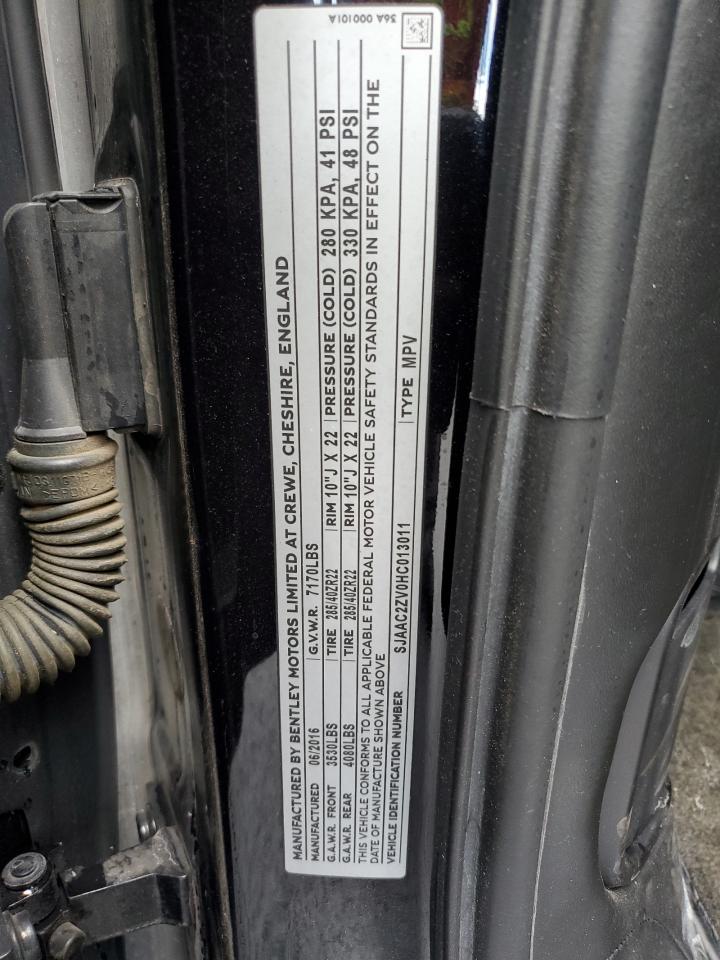 36A 000101A
MANUFACTURED BY BENTLEY MOTORS LIMITED AT CREWE, CHESHIRE, ENGLAND
MANUFACTURED 06/2016 G.V.W.R. 7170LBS
G.A.W.R. FRONT 3530LBS TIRE 285/40ZR22 RIM 10"J X 22 PRESSURE (COLD) 280 KPA, 41 PSI
G.A.W.R. REAR 4080LBS TIRE 285/40ZR22 RIM 10"J X 22 PRESSURE (COLD) 330 KPA, 48 PSI
THIS VEHICLE CONFORMS TO ALL APPLICABLE FEDERAL MOTOR VEHICLE SAFETY STANDARDS IN EFFECT ON THE
DATE OF MANUFACTURE SHOWN ABOVE
VEHICLE IDENTIFICATION NUMBER SJAAC2ZV0HC013011 TYPE MPV
>EPDM<